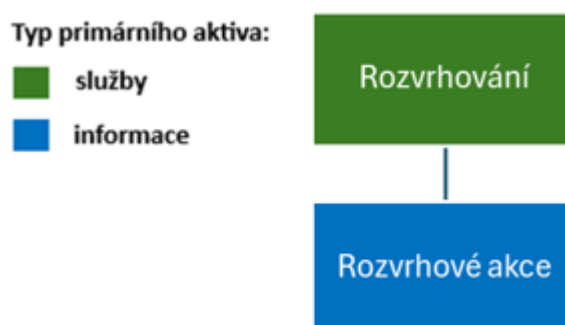 Typ primárního aktiva:
služby
informace
Rozvrhování
Rozvrhové akce